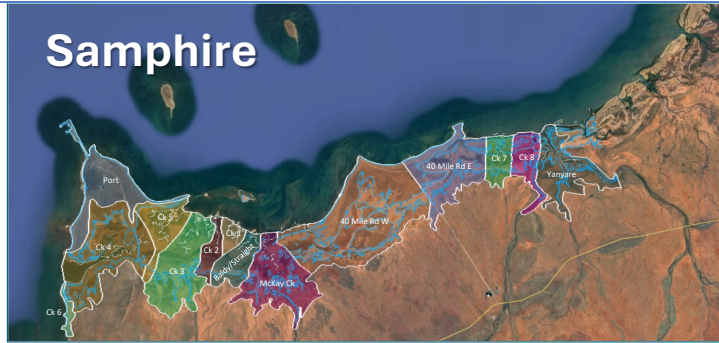 Samphire
Port
Ck 5
Ck 4
Ck 3
Ck 6
Ck 2
Baldy/Straight
McKay Ck
40 Mile Rd W
40 Mile Rd E
Ck 7
Ck 8
Yanyare